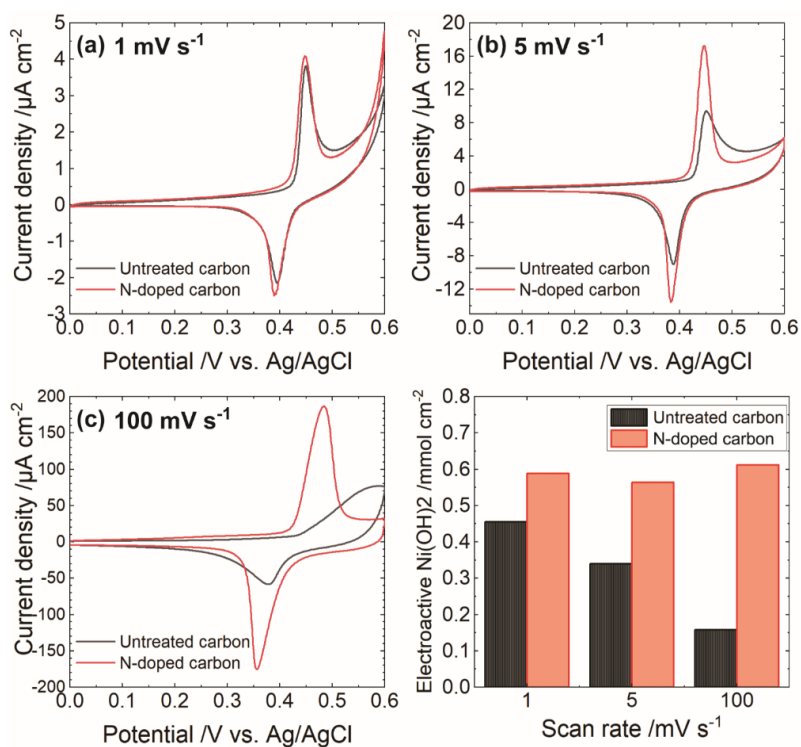 (a) 1 mV s⁻¹
Current density /µA cm⁻²
5
4
3
2
1
0
-1
-2
-3
Untreated carbon
N-doped carbon
0.0 0.1 0.2 0.3 0.4 0.5 0.6
Potential /V vs. Ag/AgCl
(b) 5 mV s⁻¹
Current density /µA cm⁻²
20
16
12
8
4
0
-4
-8
-12
Untreated carbon
N-doped carbon
0.0 0.1 0.2 0.3 0.4 0.5 0.6
Potential /V vs. Ag/AgCl
(c) 100 mV s⁻¹
Current density /µA cm⁻²
200
150
100
50
0
-50
-100
-150
200
Untreated carbon
N-doped carbon
0.0 0.1 0.2 0.3 0.4 0.5 0.6
Potential /V vs. Ag/AgCl
Electroactive Ni(OH)2 /mmol cm⁻²
0.8
0.7
0.6
0.5
0.4
0.3
0.2
0.1
0.0
Untreated carbon
N-doped carbon
1 5 100
Scan rate /mV s⁻¹